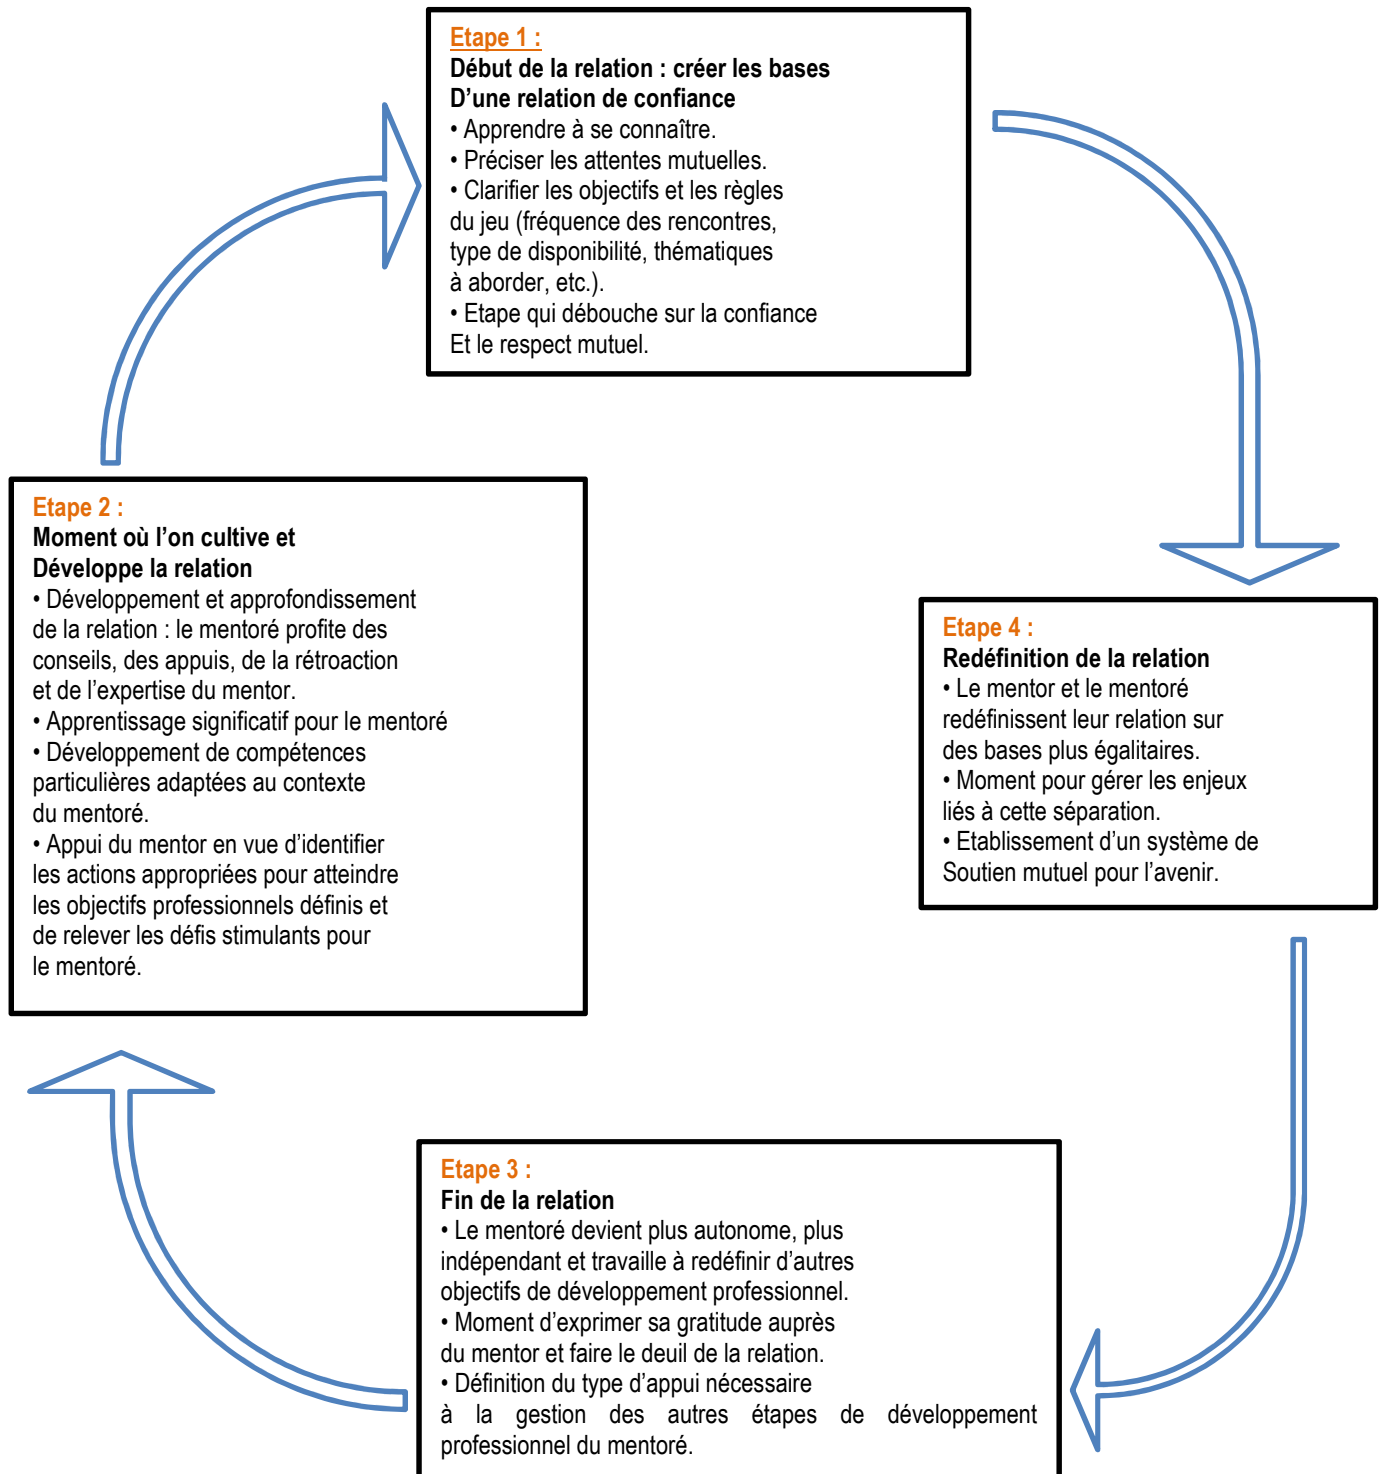 Etape 1 :
Début de la relation : créer les bases
D’une relation de confiance
• Apprendre à se connaître.
• Préciser les attentes mutuelles.
• Clarifier les objectifs et les règles
du jeu (fréquence des rencontres,
type de disponibilité, thématiques
à aborder, etc.).
• Etape qui débouche sur la confiance
Et le respect mutuel.
Etape 2 :
Moment où l’on cultive et
Développe la relation
• Développement et approfondissement
de la relation : le mentoré profite des
conseils, des appuis, de la rétroaction
et de l’expertise du mentor.
• Apprentissage significatif pour le mentoré
• Développement de compétences
particulières adaptées au contexte
du mentoré.
• Appui du mentor en vue d’identifier
les actions appropriées pour atteindre
les objectifs professionnels définis et
de relever les défis stimulants pour
le mentoré.
Etape 4 :
Redéfinition de la relation
• Le mentor et le mentoré
redéfinissent leur relation sur
des bases plus égalitaires.
• Moment pour gérer les enjeux
liés à cette séparation.
• Etablissement d’un système de
Soutien mutuel pour l’avenir.
Etape 3 :
Fin de la relation
• Le mentoré devient plus autonome, plus
indépendant et travaille à redéfinir d’autres
objectifs de développement professionnel.
• Moment d’exprimer sa gratitude auprès
du mentor et faire le deuil de la relation.
• Définition du type d’appui nécessaire
à la gestion des autres étapes de développement
professionnel du mentoré.